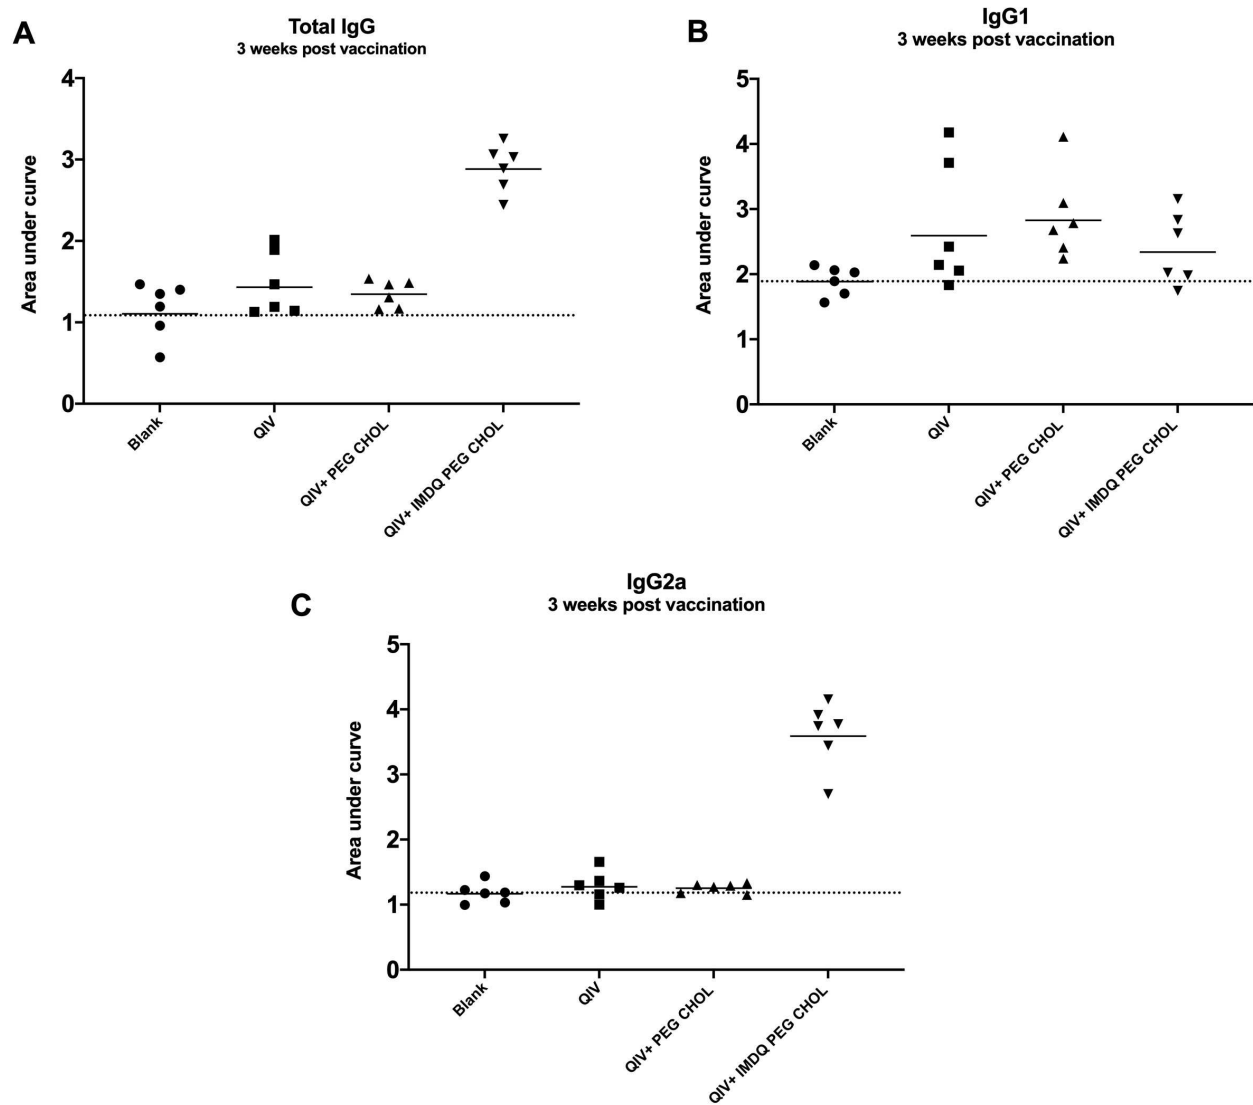 A
Total IgG
3 weeks post vaccination
Area under curve
4
3
2
1
0
Blank
QIV
QIV+ PEG CHOL
QIV+ IMDQ PEG CHOL
B
IgG1
3 weeks post vaccination
Area under curve
5
4
3
2
1
0
Blank
QIV
QIV+ PEG CHOL
QIV+ IMDQ PEG CHOL
C
IgG2a
3 weeks post vaccination
Area under curve
5
4
3
2
1
0
Blank
QIV
QIV+ PEG CHOL
QIV+ IMDQ PEG CHOL